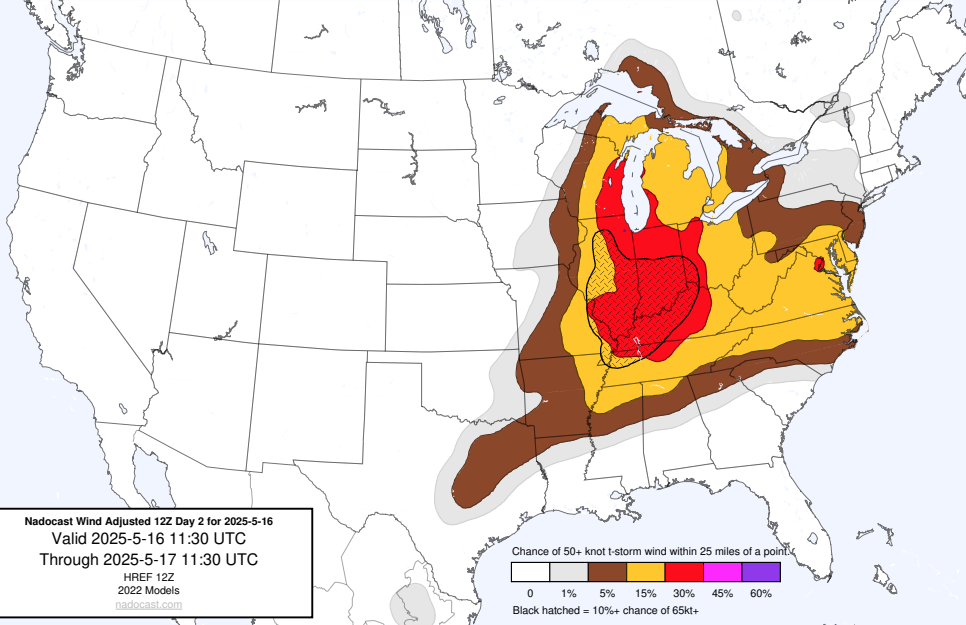 Nadocast Wind Adjusted 12Z Day 2 for 2025-5-16
Valid 2025-5-16 11:30 UTC
Through 2025-5-17 11:30 UTC
HREF 12Z
2022 Models
nadocast.com
Chance of 50+ knot t-storm wind within 25 miles of a point.
0 1% 5% 15% 30% 45% 60%
Black hatched = 10%+ chance of 65kt+